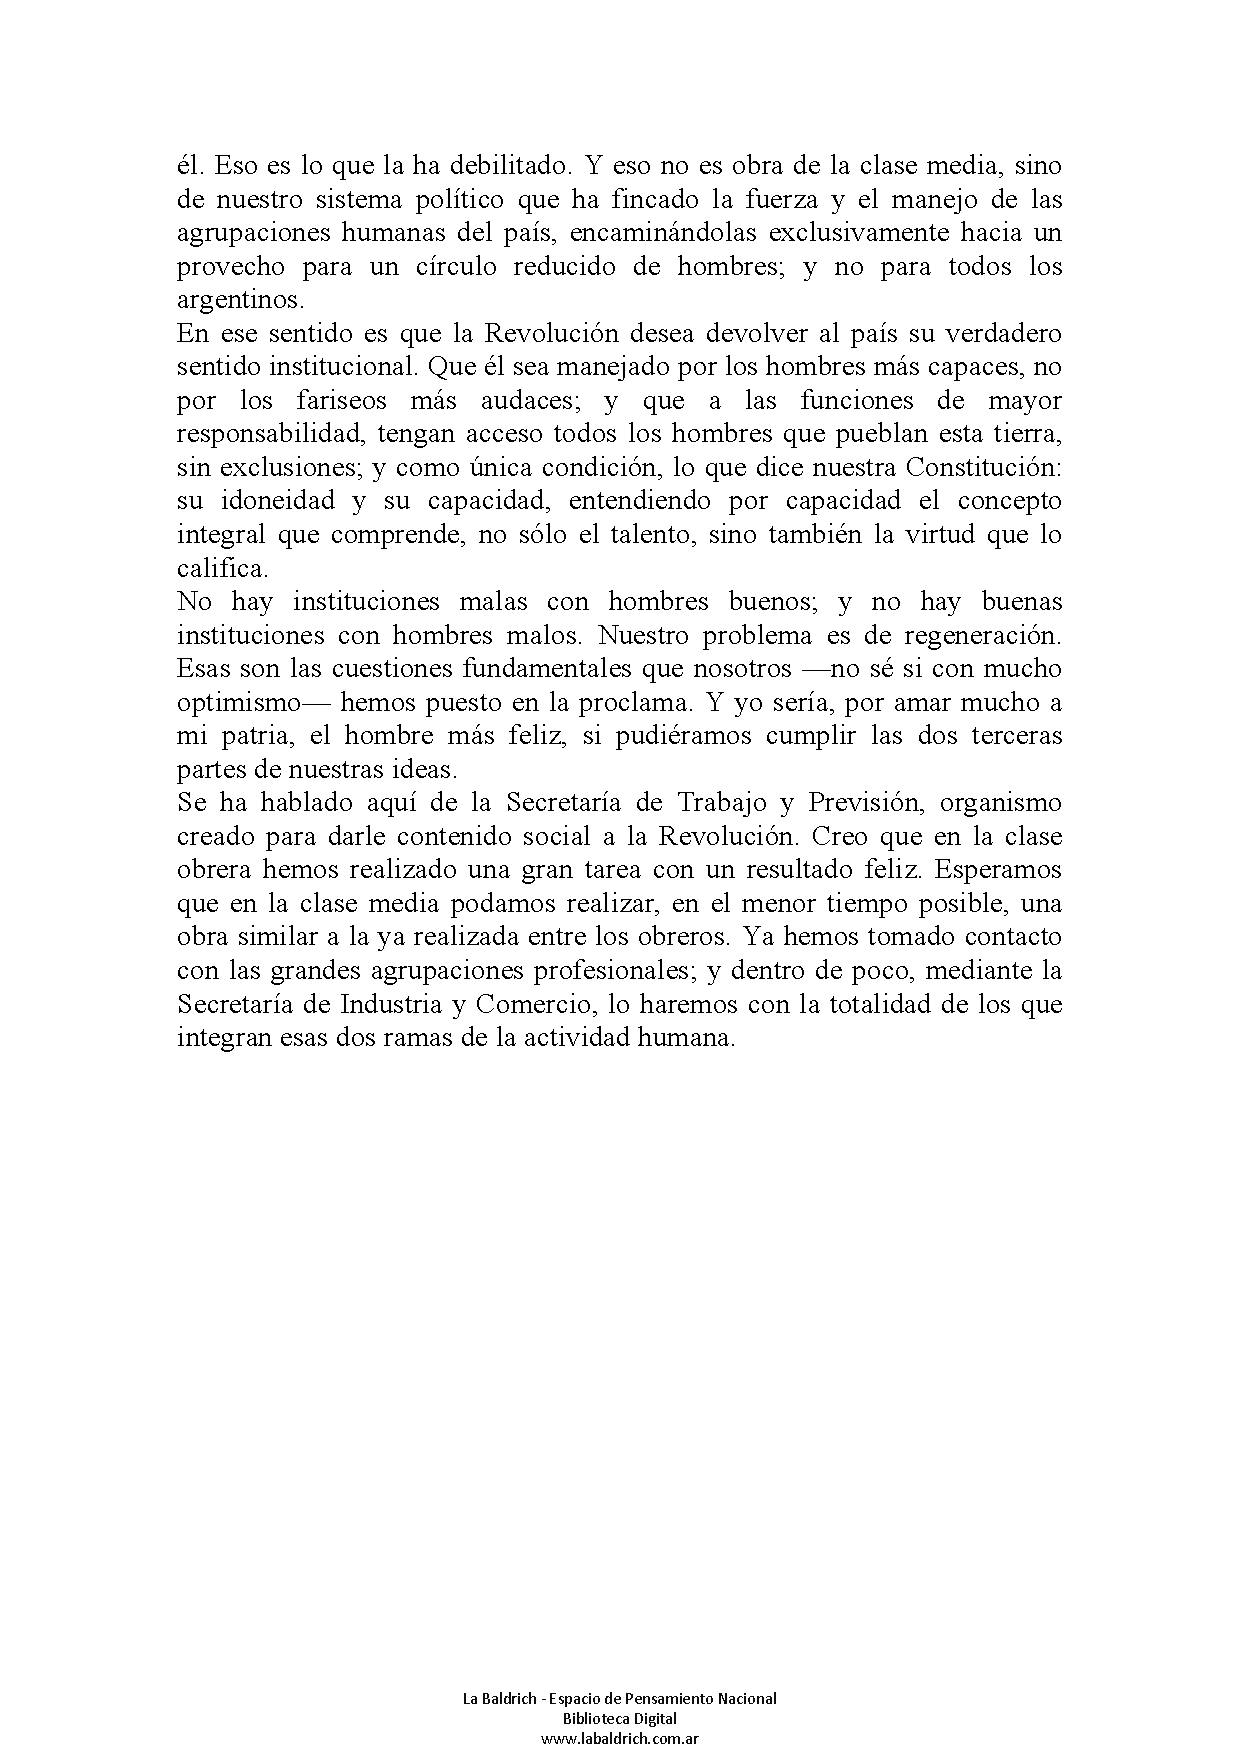 él. Eso es lo que la ha debilitado. Y eso no es obra de la clase media, sino
de nuestro sistema político que ha fincado la fuerza y el manejo de las
agrupaciones humanas del país, encaminándolas exclusivamente hacia un
provecho para un círculo reducido de hombres; y no para todos los
argentinos.
En ese sentido es que la Revolución desea devolver al país su verdadero
sentido institucional. Que él sea manejado por los hombres más capaces, no
por los fariseos más audaces; y que a las funciones de mayor
responsabilidad, tengan acceso todos los hombres que pueblan esta tierra,
sin exclusiones; y como única condición, lo que dice nuestra Constitución:
su idoneidad y su capacidad, entendiendo por capacidad el concepto
integral que comprende, no sólo el talento, sino también la virtud que lo
califica.
No hay instituciones malas con hombres buenos; y no hay buenas
instituciones con hombres malos. Nuestro problema es de regeneración.
Esas son las cuestiones fundamentales que nosotros —no sé si con mucho
optimismo— hemos puesto en la proclama. Y yo sería, por amar mucho a
mi patria, el hombre más feliz, si pudiéramos cumplir las dos terceras
partes de nuestras ideas.
Se ha hablado aquí de la Secretaría de Trabajo y Previsión, organismo
creado para darle contenido social a la Revolución. Creo que en la clase
obrera hemos realizado una gran tarea con un resultado feliz. Esperamos
que en la clase media podamos realizar, en el menor tiempo posible, una
obra similar a la ya realizada entre los obreros. Ya hemos tomado contacto
con las grandes agrupaciones profesionales; y dentro de poco, mediante la
Secretaría de Industria y Comercio, lo haremos con la totalidad de los que
integran esas dos ramas de la actividad humana.
La Baldrich - Espacio de Pensamiento Nacional
Biblioteca Digital
www.labaldrich.com.ar